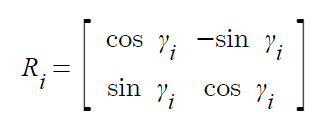 R_i = [ cos γ_i  −sin γ_i
sin γ_i  cos γ_i ]